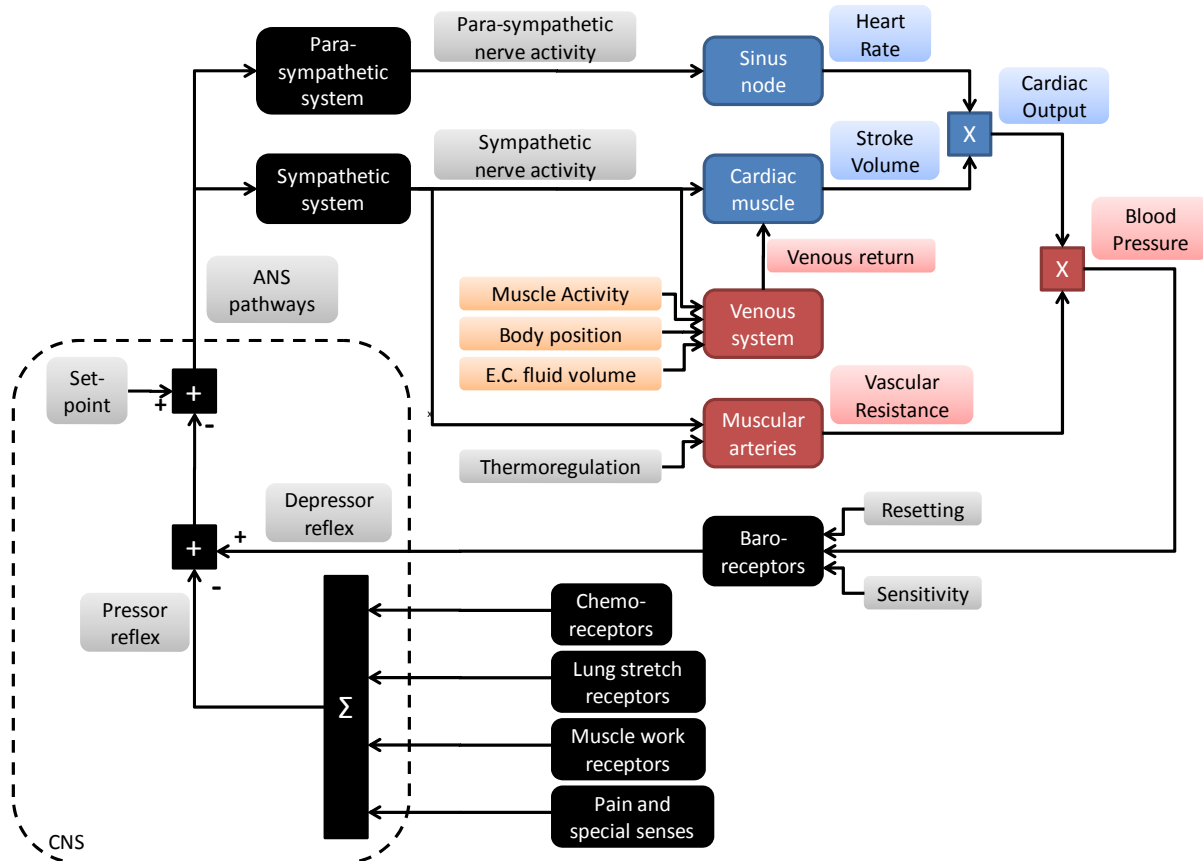 Para-
sympathetic
system
Para-sympathetic
nerve activity
Sinus
node
Heart
Rate
Cardiac
Output
X
Sympathetic
system
Sympathetic
nerve activity
Cardiac
muscle
Stroke
Volume
Blood
Pressure
X
Venous return
ANS
pathways
Muscle Activity
Body position
E.C. fluid volume
Venous
system
Set-
point
+
+
-
x
Vascular
Resistance
Muscular
arteries
Thermoregulation
Depressor
reflex
+
+
-
Baro-
receptors
Resetting
Sensitivity
Pressor
reflex
Σ
Chemo-
receptors
Lung stretch
receptors
Muscle work
receptors
Pain and
special senses
CNS